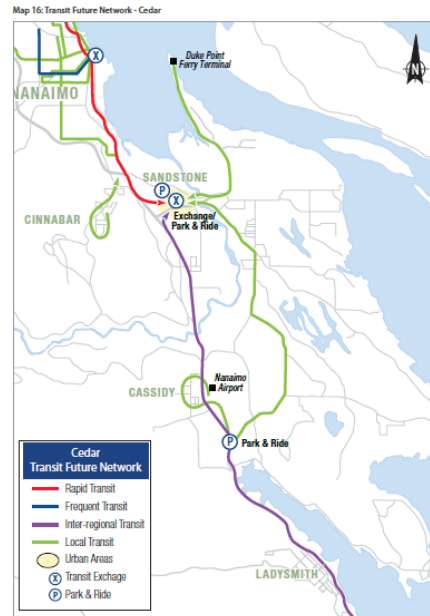 Map 16: Transit Future Network - Cedar
Duke Point
Ferry Terminal
X
N
NANAIMO
SANDSTONE
P
X
Exchange/
Park & Ride
CINNABAR
Nanaimo
Airport
CASSIDY
P Park & Ride
Cedar
Transit Future Network
Rapid Transit
Frequent Transit
Inter-regional Transit
Local Transit
Urban Areas
X Transit Exchage
P Park & Ride
LADYSMITH